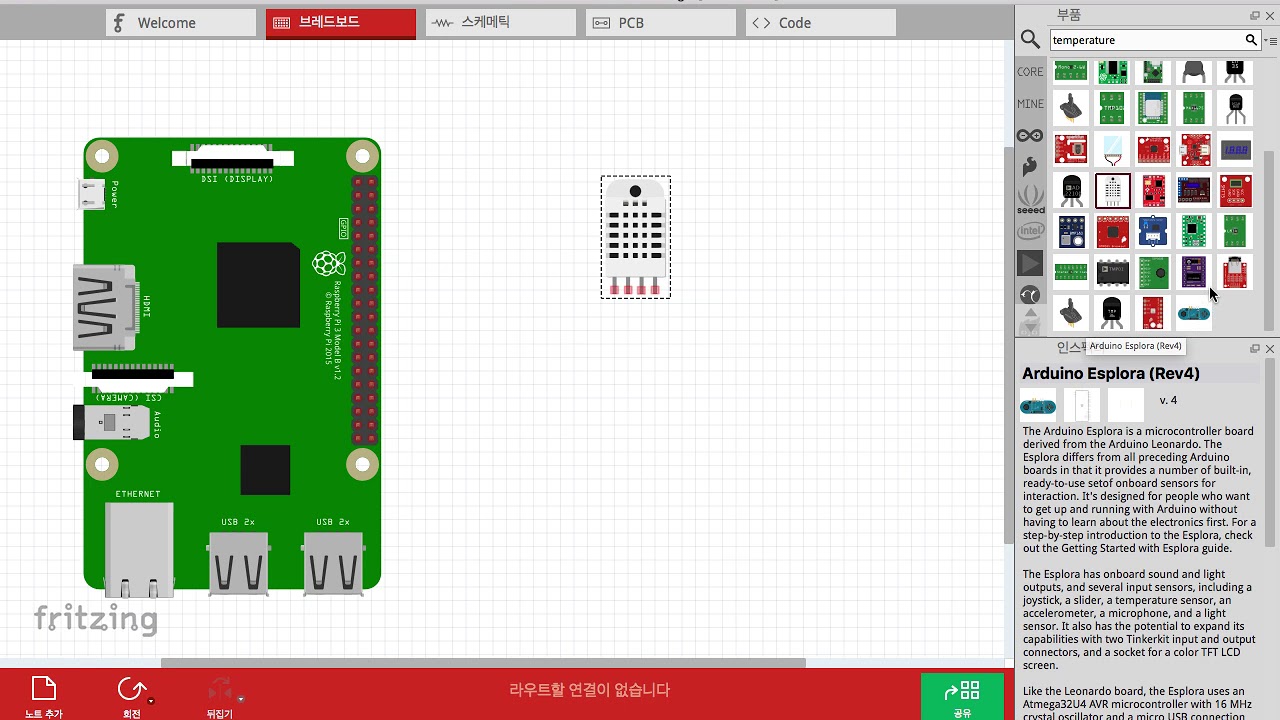 Welcome
브레드보드
스케메틱
PCB
Code
부품
temperature
CORE
MINE
seeed
intel
DSI (DISPLAY)
Power
GPIO
HDMI
Raspberry Pi 3 Model B v1.2
© Raspberry Pi 2015
CSI (CAMERA)
Audio
ETHERNET
USB 2x
USB 2x
fritzing
Arduino Esplora (Rev4)
Arduino Esplora (Rev4)
v. 4
The Arduino Esplora is a microcontroller board
derived from the Arduino Leonardo. The
Esplora differs from all preceding Arduino
boards in that it provides a number of built-in,
ready-to-use setof onboard sensors for
interaction. It's designed for people who want
to get up and running with Arduino without
having to learn about the electronics first. For a
step-by-step introduction to the Esplora, check
out the Getting Started with Esplora guide.
The Esplora has onboard sound and light
outputs, and several input sensors, including a
joystick, a slider, a temperature sensor, an
accelerometer, a microphone, and a light
sensor. It also has the potential to expand its
capabilities with two Tinkerkit input and output
connectors, and a socket for a color TFT LCD
screen.
Like the Leonardo board, the Esplora uses an
Atmega32U4 AVR microcontroller with 16 MHz
crystal oscillator and a micro USB
노트 추가
회전
뒤집기
라우트할 연결이 없습니다
공유